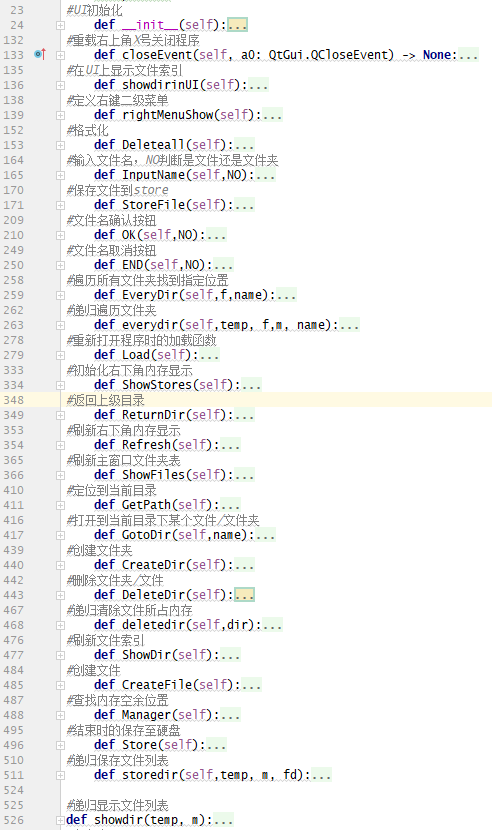 23 #UI初始化
24 def __init__(self):...
132 #重载右上角X号关闭程序
133 def closeEvent(self, a0: QtGui.QCloseEvent) -> None:...
135 #在UI上显示文件索引
136 def showdirinUI(self):...
138 #定义右键二级菜单
139 def rightMenuShow(self):...
152 #格式化
153 def Deleteall(self):...
164 #输入文件名，NO判断是文件还是文件夹
165 def InputName(self,NO):...
170 #保存文件到store
171 def StoreFile(self):...
209 #文件名确认按钮
210 def OK(self,NO):...
249 #文件名取消按钮
250 def END(self,NO):...
258 #遍历所有文件夹找到指定位置
259 def EveryDir(self,f,name):...
262 #递归遍历文件夹
263 def everydir(self,temp, f,m, name):...
278 #重新打开程序时的加载函数
279 def Load(self):...
333 #初始化右下角内存显示
334 def ShowStores(self):...
348 #返回上级目录
349 def ReturnDir(self):...
353 #刷新右下角内存显示
354 def Refresh(self):...
365 #刷新主窗口文件夹表
366 def ShowFiles(self):...
410 #定位到当前目录
411 def GetPath(self):...
416 #打开到当前目录下某个文件/文件夹
417 def GotoDir(self,name):...
439 #创建文件夹
440 def CreateDir(self):...
442 #删除文件夹/文件
443 def DeleteDir(self):...
467 #递归清除文件所占内存
468 def deletedir(self,dir):...
476 #刷新文件索引
477 def ShowDir(self):...
484 #创建文件
485 def CreateFile(self):...
487 #查找内存空余位置
488 def Manager(self):...
495 #结束时的保存至硬盘
496 def Store(self):...
510 #递归保存文件列表
511 def storedir(self,temp, m, fd):...
524
525 #递归显示文件列表
526 def showdir(temp, m):...